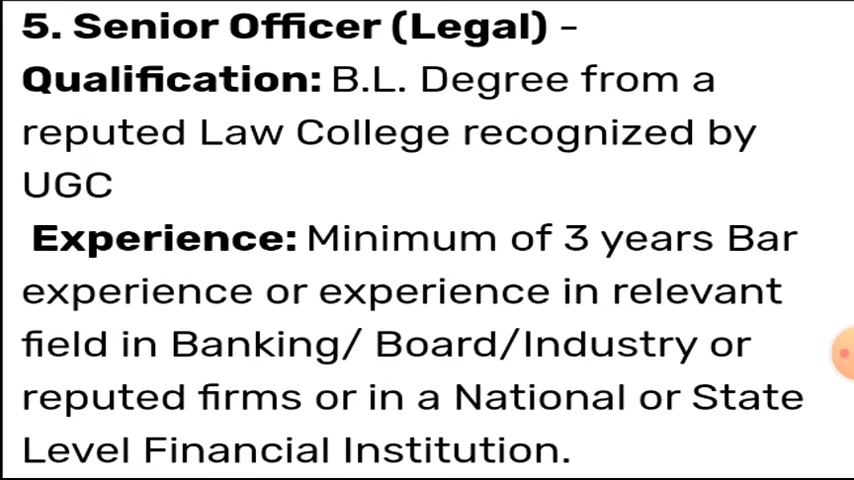 5. Senior Officer (Legal) –
Qualification: B.L. Degree from a
reputed Law College recognized by
UGC
Experience: Minimum of 3 years Bar
experience or experience in relevant
field in Banking/ Board/Industry or
reputed firms or in a National or State
Level Financial Institution.